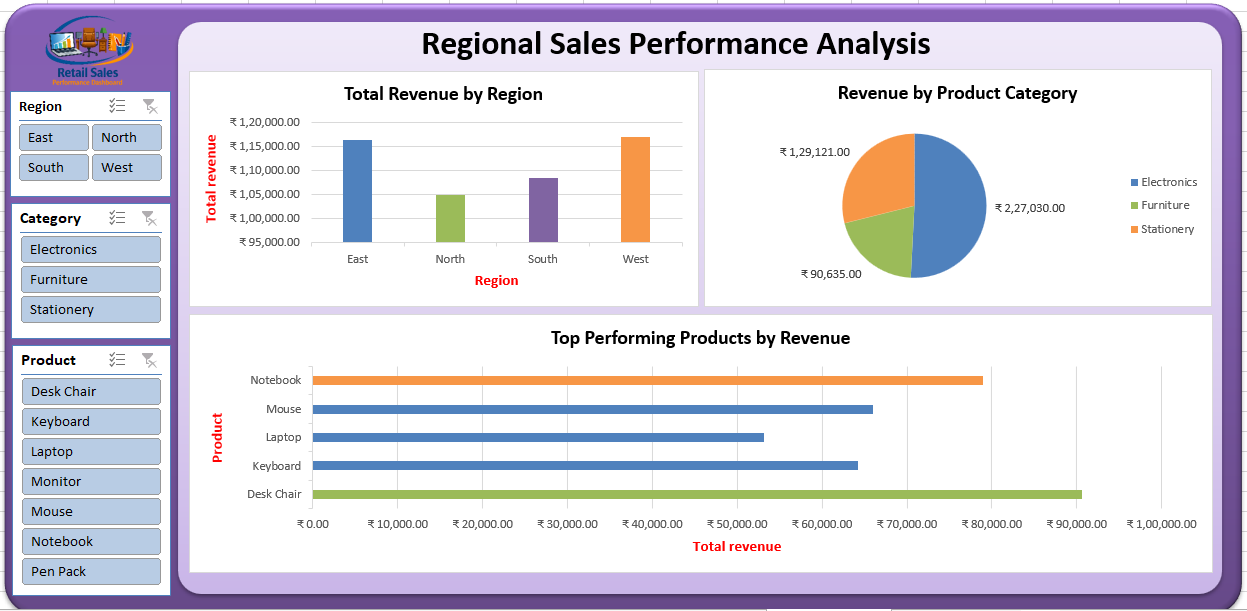 Retail Sales
Performance Dashboard
Regional Sales Performance Analysis
Region
East
North
South
West
Category
Electronics
Furniture
Stationery
Product
Desk Chair
Keyboard
Laptop
Monitor
Mouse
Notebook
Pen Pack
Total Revenue by Region
Total revenue
₹ 1,20,000.00
₹ 1,15,000.00
₹ 1,10,000.00
₹ 1,05,000.00
₹ 1,00,000.00
₹ 95,000.00
East North South West
Region
Revenue by Product Category
₹ 1,29,121.00
₹ 2,27,030.00
₹ 90,635.00
Electronics
Furniture
Stationery
Top Performing Products by Revenue
Product
Notebook
Mouse
Laptop
Keyboard
Desk Chair
₹ 0.00 ₹ 10,000.00 ₹ 20,000.00 ₹ 30,000.00 ₹ 40,000.00 ₹ 50,000.00 ₹ 60,000.00 ₹ 70,000.00 ₹ 80,000.00 ₹ 90,000.00 ₹ 1,00,000.00
Total revenue